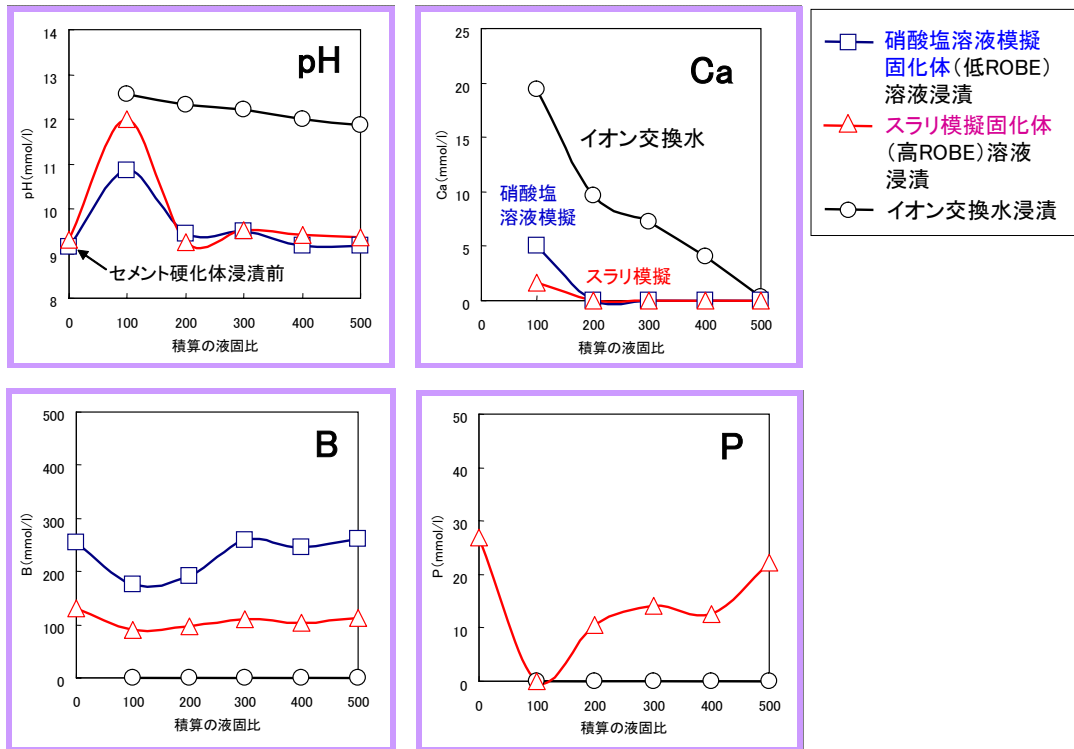 pH
14
13
12
11
10
9
8
pH(mmol/l)
セメント硬化体浸漬前
0
100
200
300
400
500
積算の液固比
Ca
25
20
15
10
5
0
Ca(mmol/l)
イオン交換水
硝酸塩
溶液模擬
スラリ模擬
0
100
200
300
400
500
積算の液固比
硝酸塩溶液模擬
固化体(低ROBE)
溶液浸漬
スラリ模擬固化体
(高ROBE)溶液
浸漬
イオン交換水浸漬
B
500
400
300
200
100
0
B(mmol/l)
0
100
200
300
400
500
積算の液固比
P
50
40
30
20
10
0
P(mmol/l)
0
100
200
300
400
500
積算の液固比